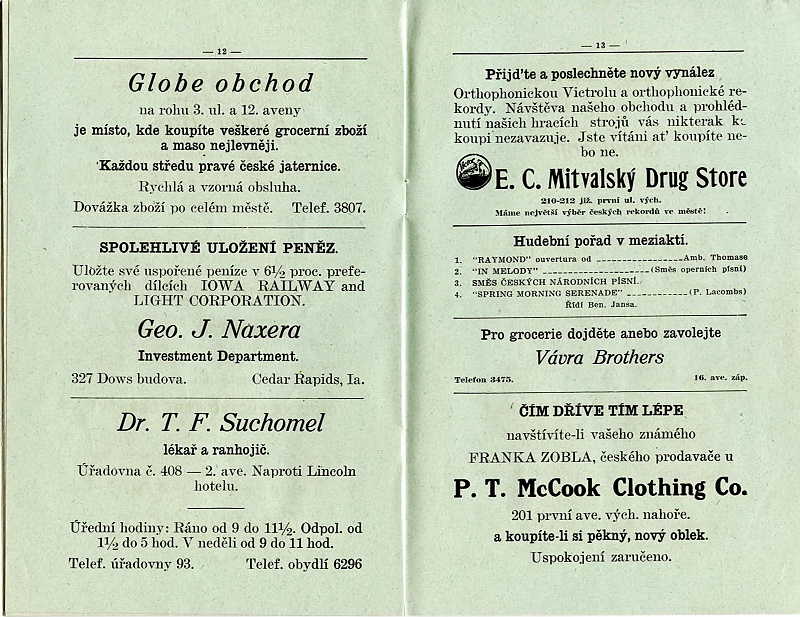 — 12 —
Globe obchod
na rohu 3. ul. a 12. aveny
je místo, kde koupíte veškeré grocerní zboží
a maso nejlevněji.
Každou středu pravé české jaternice.
Rychlá a vzorná obsluha.
Dovážka zboží po celém městě. Telef. 3807.
SPOLEHLIVÉ ULOŽENÍ PENĚZ.
Uložte své uspořené peníze v 6½ proc. prefe-
rovaných dílcích IOWA RAILWAY and
LIGHT CORPORATION.
Geo. J. Naxera
Investment Department.
327 Dows budova. Cedar Rapids, Ia.
Dr. T. F. Suchomel
lékař a ranhojič.
Úřadovna č. 408 — 2. ave. Naproti Lincoln
hotelu.
Úřední hodiny: Ráno od 9 do 11½. Odpol. od
1½ do 5 hod. V neděli od 9 do 11 hod.
Telef. úřadovny 93. Telef. obydlí 6296
— 13 —
Přijd'te a poslechněte nový vynález
Orthophonickou Victrolu a orthophonické re-
kordy. Návštěva našeho obchodu a prohléd-
nutí našich hracích strojů vás nikterak k
koupi nezavazuje. Jste vítáni at' koupíte ne-
bo ne.
E. C. Mitvalský Drug Store
210-212 již. první ul. vých.
Máme největší výběr českých rekordů ve městě!
Hudební pořad v meziaktí.
1. "RAYMOND" ouvertura od Amb. Thomase
2. "IN MELODY" (Směs operních písní)
3. SMĚS ČESKÝCH NÁRODNÍCH PÍSNÍ.
4. "SPRING MORNING SERENADE" (P. Lacombs)
Řídí Ben. Jansa.
Pro grocerie dojděte anebo zavolejte
Vávra Brothers
Telefon 3475. 16. ave. záp.
ČÍM DŘÍVE TÍM LÉPE
navštívíte-li vašeho známého
FRANKA ZOBLA, českého prodavače u
P. T. McCook Clothing Co.
201 první ave. vých. nahoře.
a koupíte-li si pěkný, nový oblek.
Uspokojení zaručeno.